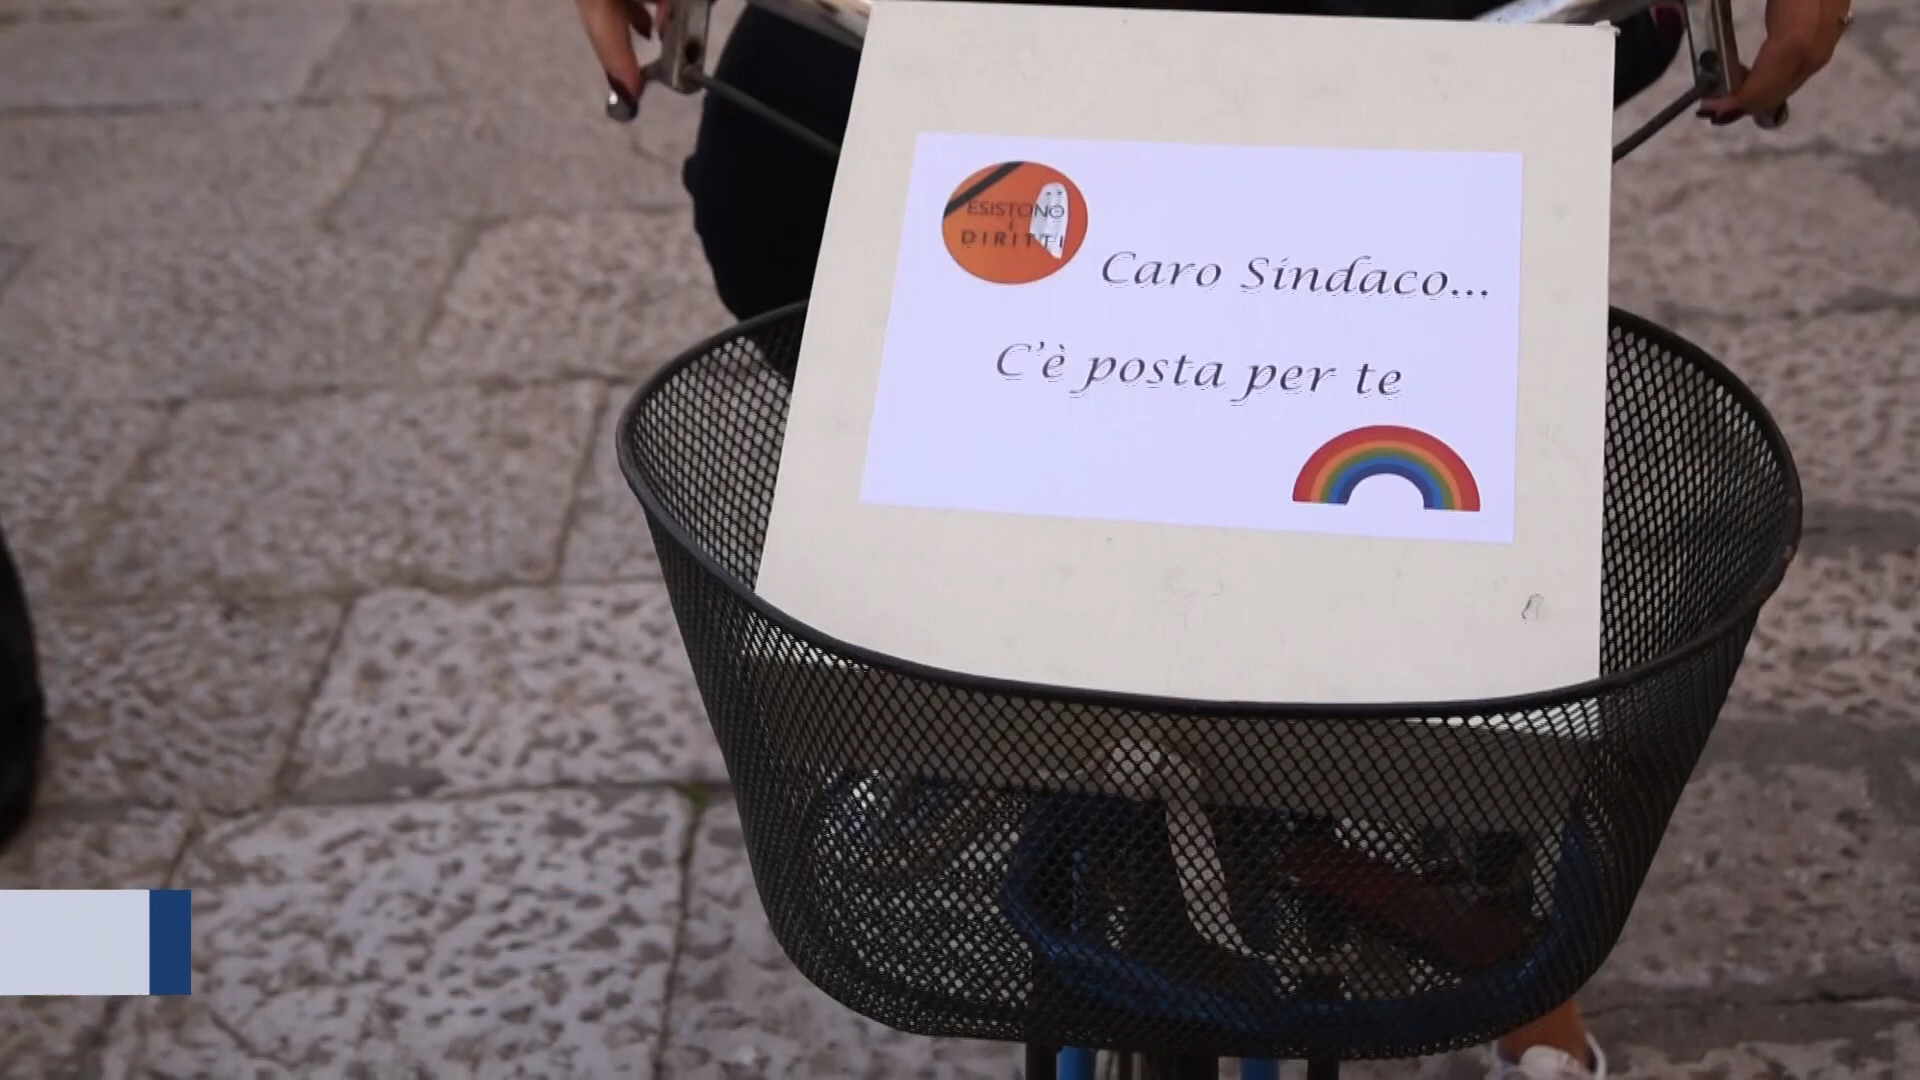 ESISTONO
I
DIRITTI
Caro Sindaco...
C'è posta per te